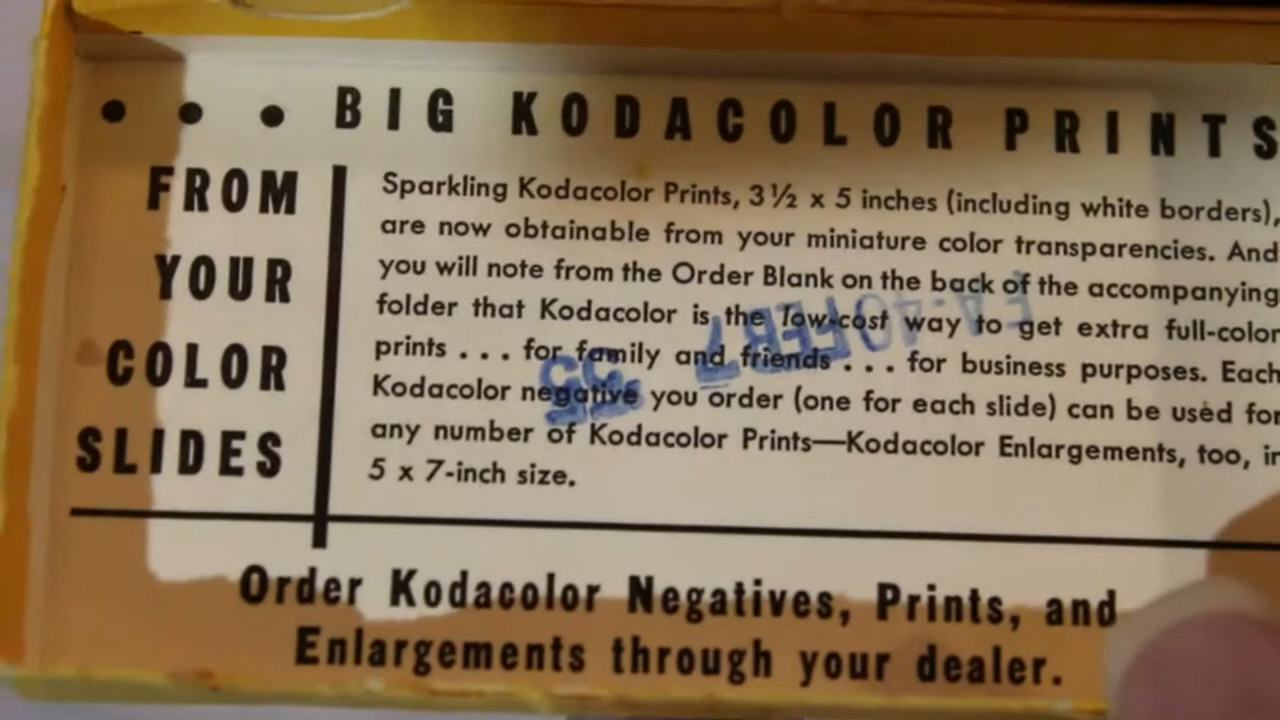 • • • BIG KODACOLOR PRINTS
FROM
YOUR
COLOR
SLIDES
Sparkling Kodacolor Prints, 3½ x 5 inches (including white borders),
are now obtainable from your miniature color transparencies. And
you will note from the Order Blank on the back of the accompanying
folder that Kodacolor is the low-cost way to get extra full-color
prints . . . for family and friends . . . for business purposes. Each
Kodacolor negative you order (one for each slide) can be used for
any number of Kodacolor Prints—Kodacolor Enlargements, too, in
5 x 7-inch size.
Order Kodacolor Negatives, Prints, and
Enlargements through your dealer.